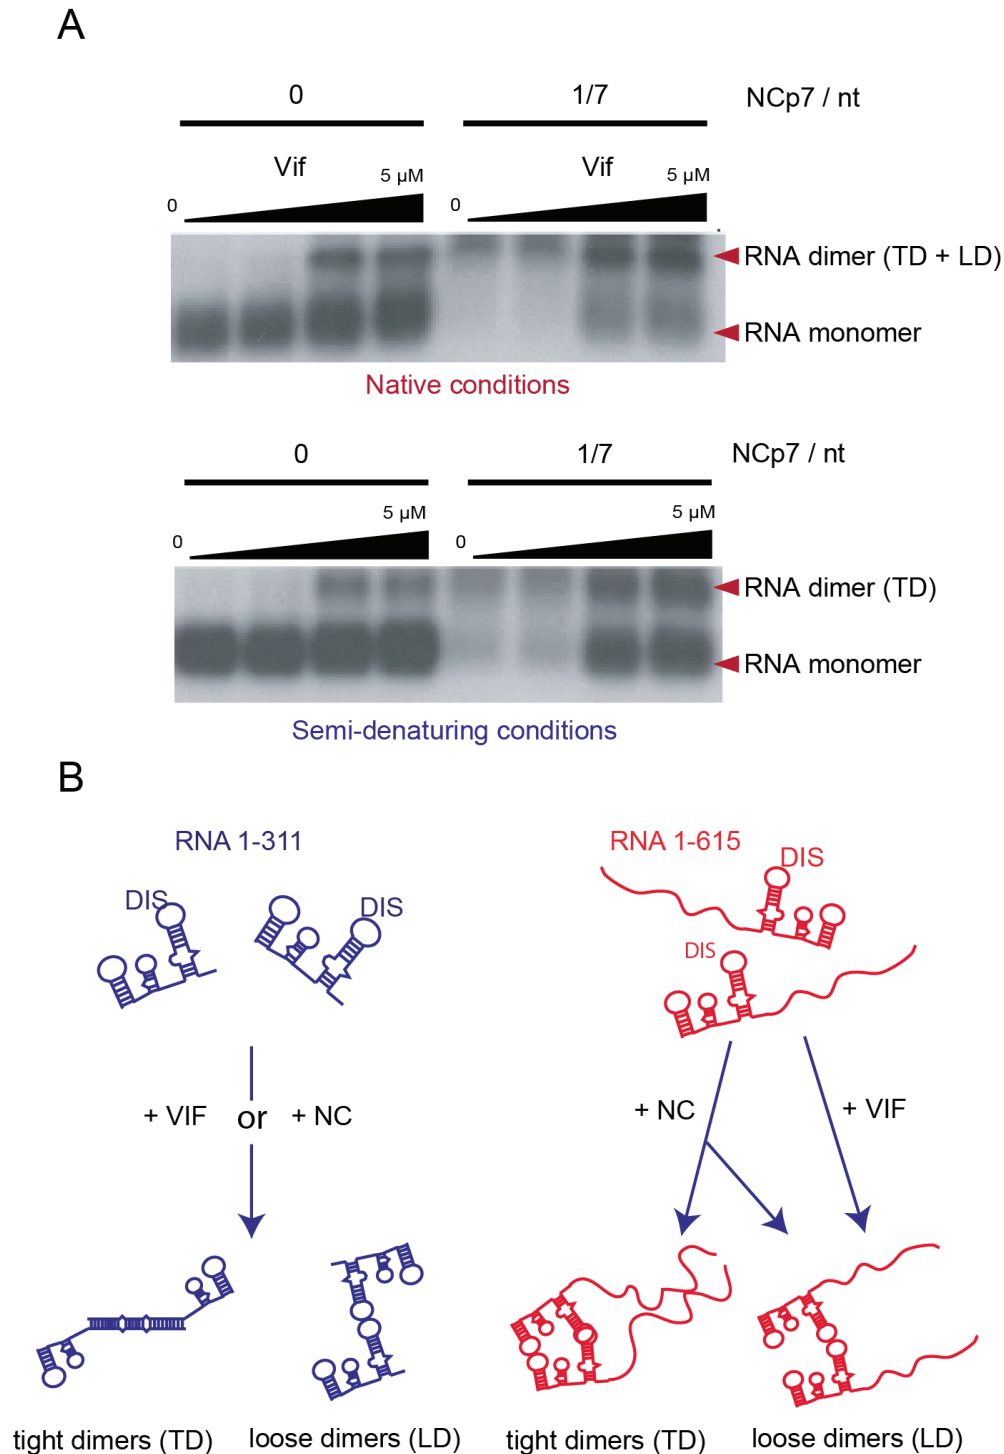 A
0 1/7 NCp7 / nt
Vif Vif
0 5 µM 0 5 µM
RNA dimer (TD + LD)
RNA monomer
Native conditions
0 1/7 NCp7 / nt
0 5 µM 0 5 µM
RNA dimer (TD)
RNA monomer
Semi-denaturing conditions
B
RNA 1-311 RNA 1-615
DIS DIS DIS
DIS
+ VIF or + NC + NC + VIF
tight dimers (TD) loose dimers (LD) tight dimers (TD) loose dimers (LD)